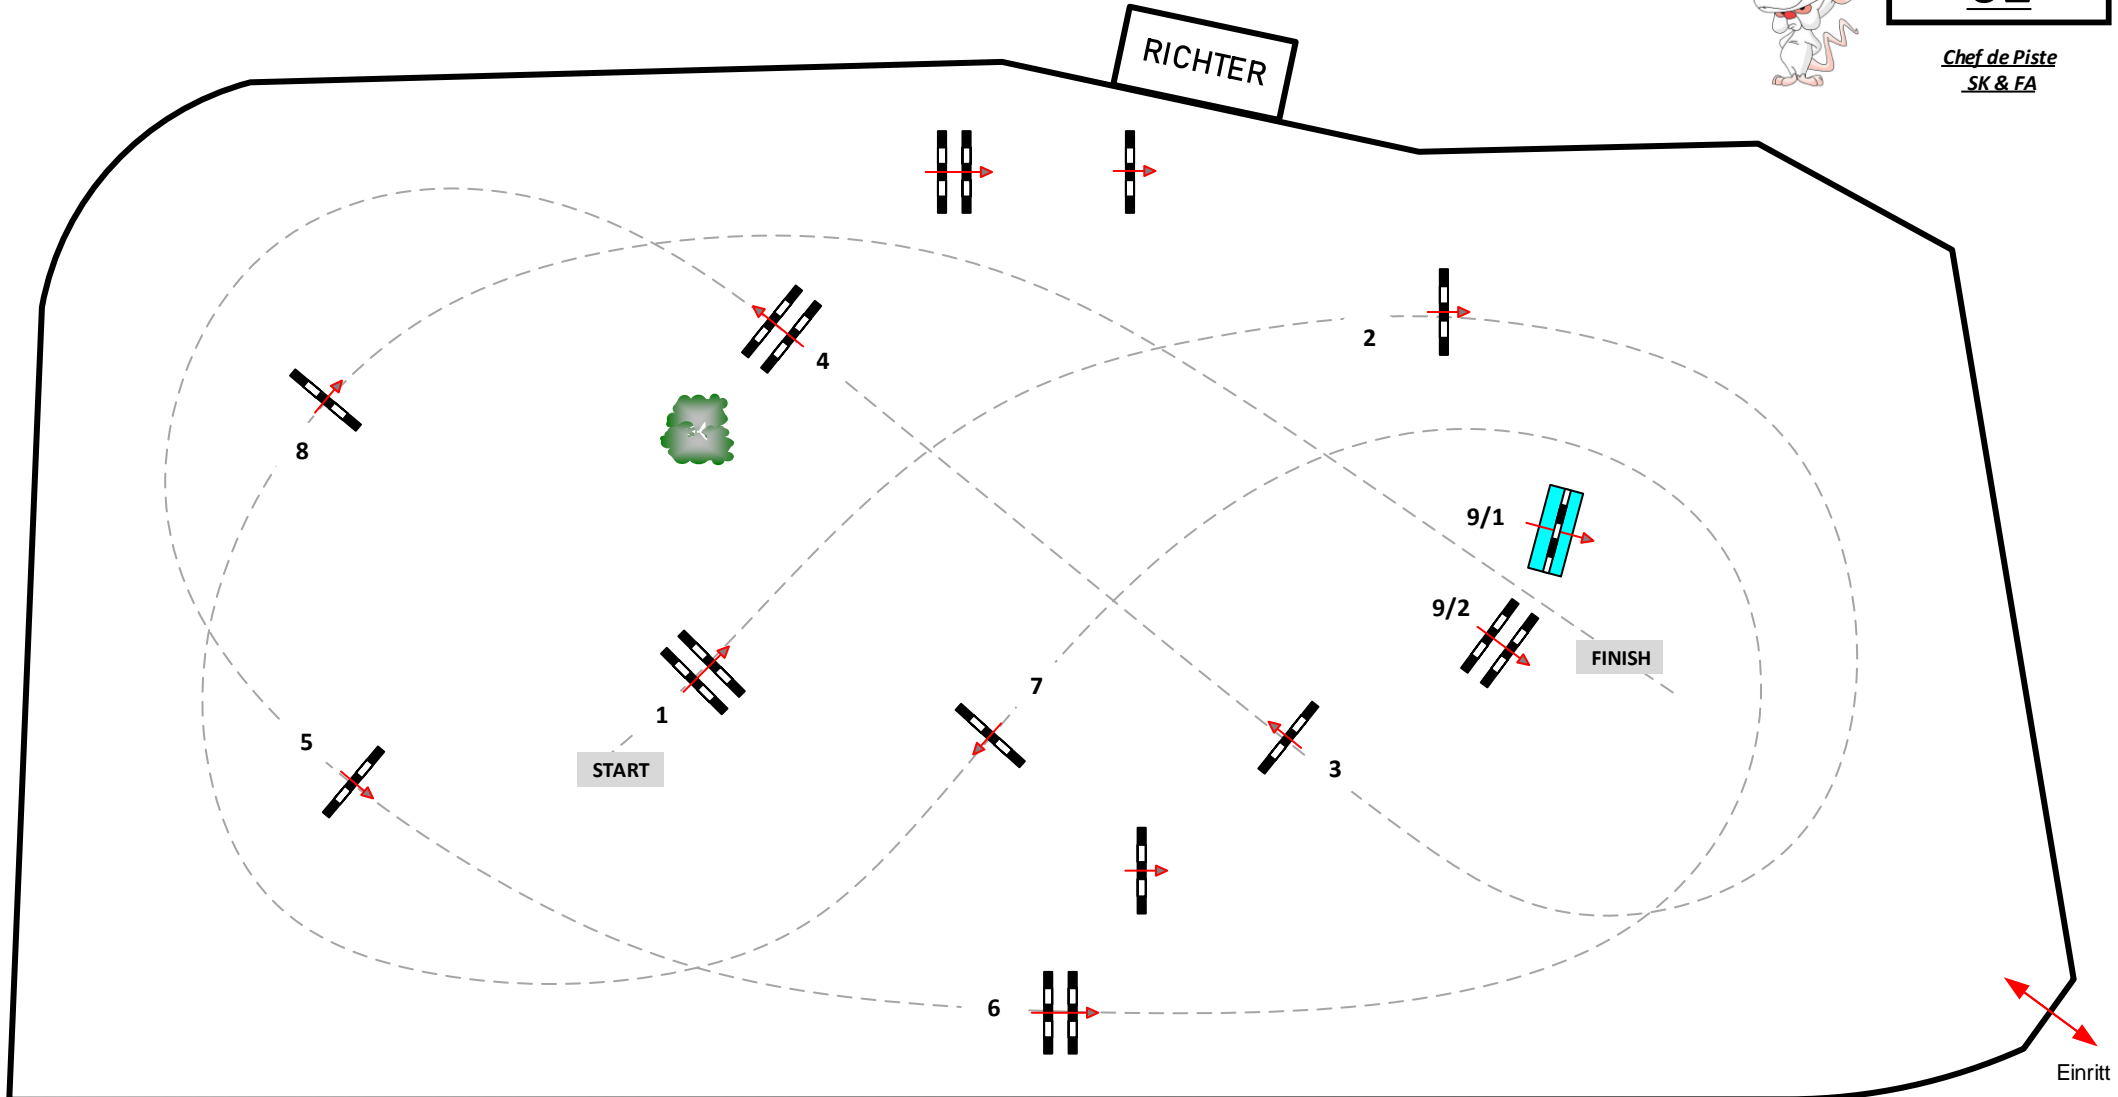 RICHTER
Chef de Piste
SK & FA
2
4
8
9/1
9/2
FINISH
7
1
5
START
3
6
Einritt